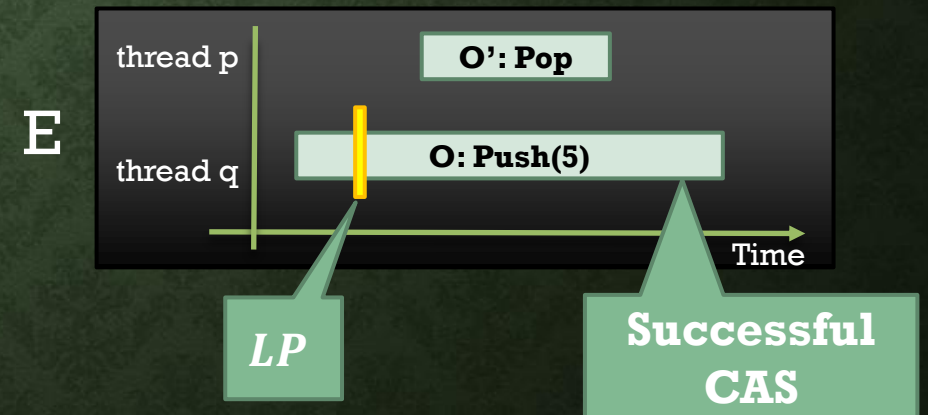 E
thread p
O’: Pop
thread q
O: Push(5)
Time
LP
Successful
CAS